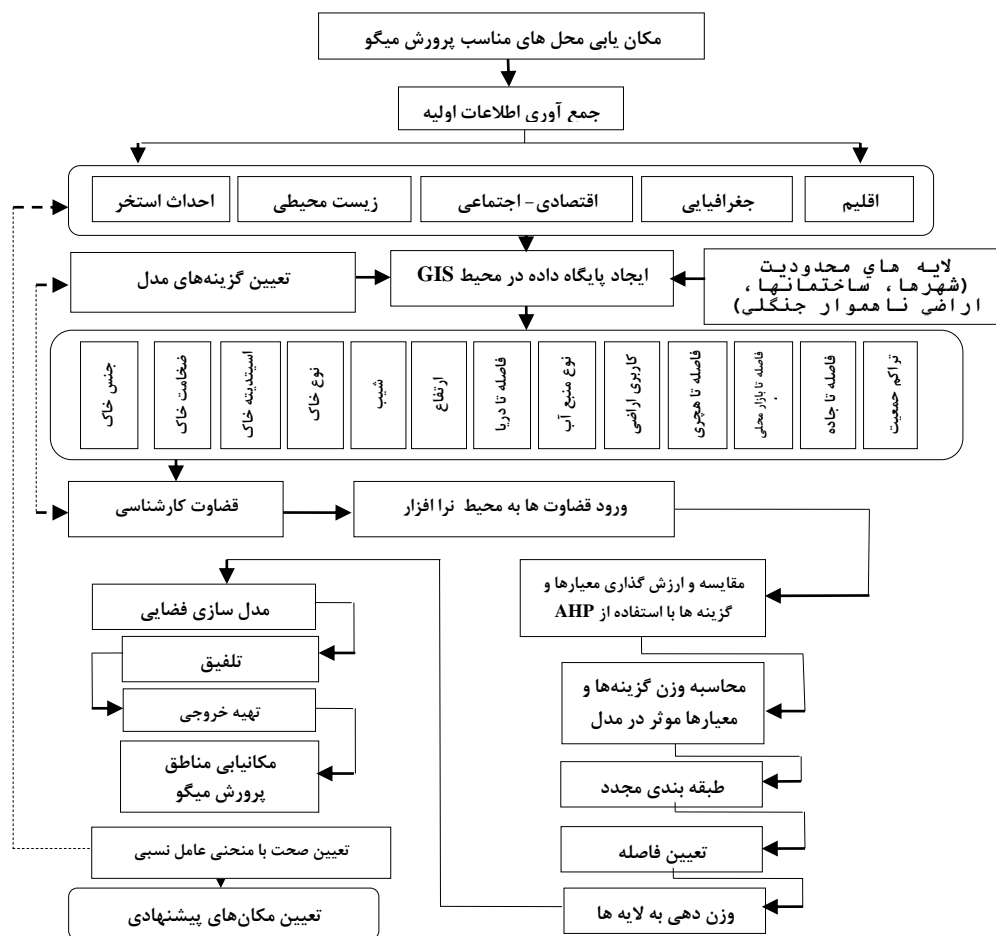 مکان یابی محل های مناسب پرورش میگو
جمع آوری اطلاعات اولیه
اقلیم
جغرافیایی
اقتصادی- اجتماعی
زیست محیطی
احداث استخر
لایه های محدودیت
(شهرها، ساختمانها،
اراضی ناهموار جنگلی)
ایجاد پایگاه داده در محیط GIS
تعیین گزینه‌های مدل
تراکم جمعیت
فاصله تا جاده
فاصله تا بازار محلی
فاصله تا هچری
کاربری اراضی
نوع منبع آب
فاصله تا دریا
ارتفاع
شیب
نوع خاک
اسیتدیته خاک
ضخامت خاک
جنس خاک
قضاوت کارشناسی
ورود قضاوت ها به محیط نرا افزار
مقایسه و ارزش گذاری معیارها و
گزینه ها با استفاده از AHP
محاسبه وزن گزینه‌ها و
معیارها موثر در مدل
طبقه بندی مجدد
تعیین فاصله
وزن دهی به لایه ها
مدل سازی فضایی
تلفیق
تهیه خروجی
مکانیابی مناطق
پرورش میگو
تعیین صحت با منحنی عامل نسبی
تعیین مکان‌های پیشنهادی